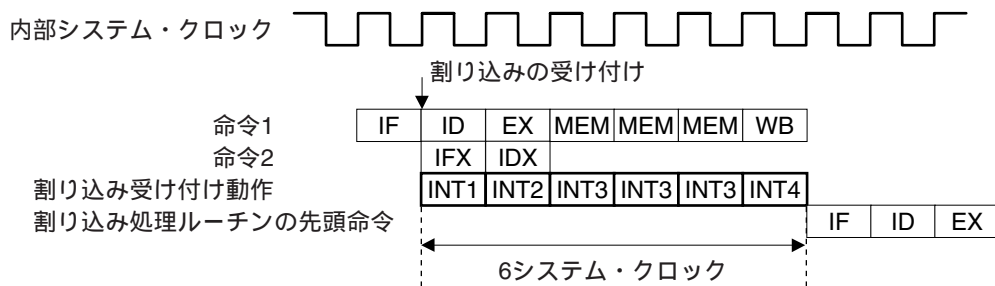 内部システム・クロック
割り込みの受け付け
命令1 IF ID EX MEM MEM MEM WB
命令2 IFX IDX
割り込み受け付け動作 INT1 INT2 INT3 INT3 INT3 INT4
割り込み処理ルーチンの先頭命令 IF ID EX
6システム・クロック